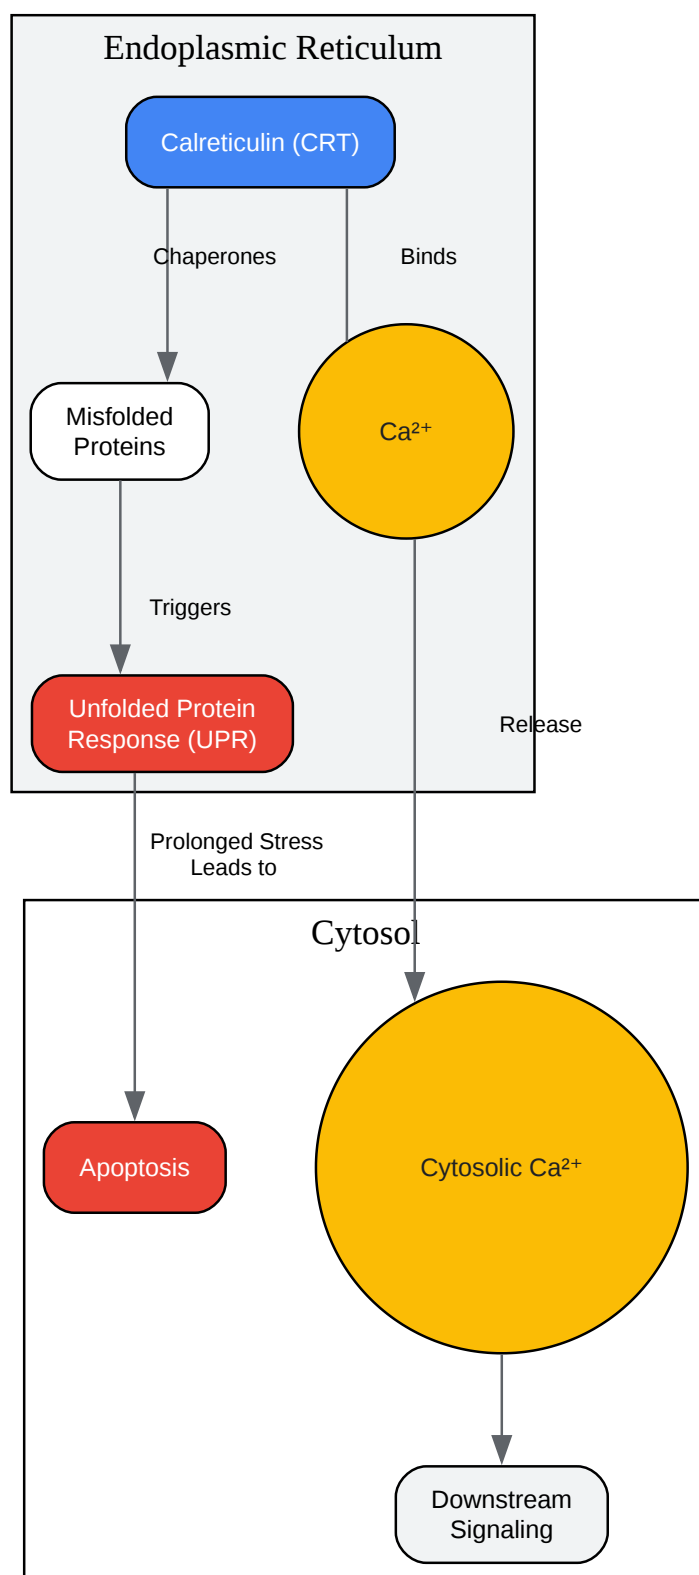 Endoplasmic Reticulum
Calreticulin (CRT)
Chaperones
Binds
Misfolded
Proteins
Ca²⁺
Triggers
Unfolded Protein
Response (UPR)
Release
Prolonged Stress
Leads to
Cytosol
Apoptosis
Cytosolic Ca²⁺
Downstream
Signaling